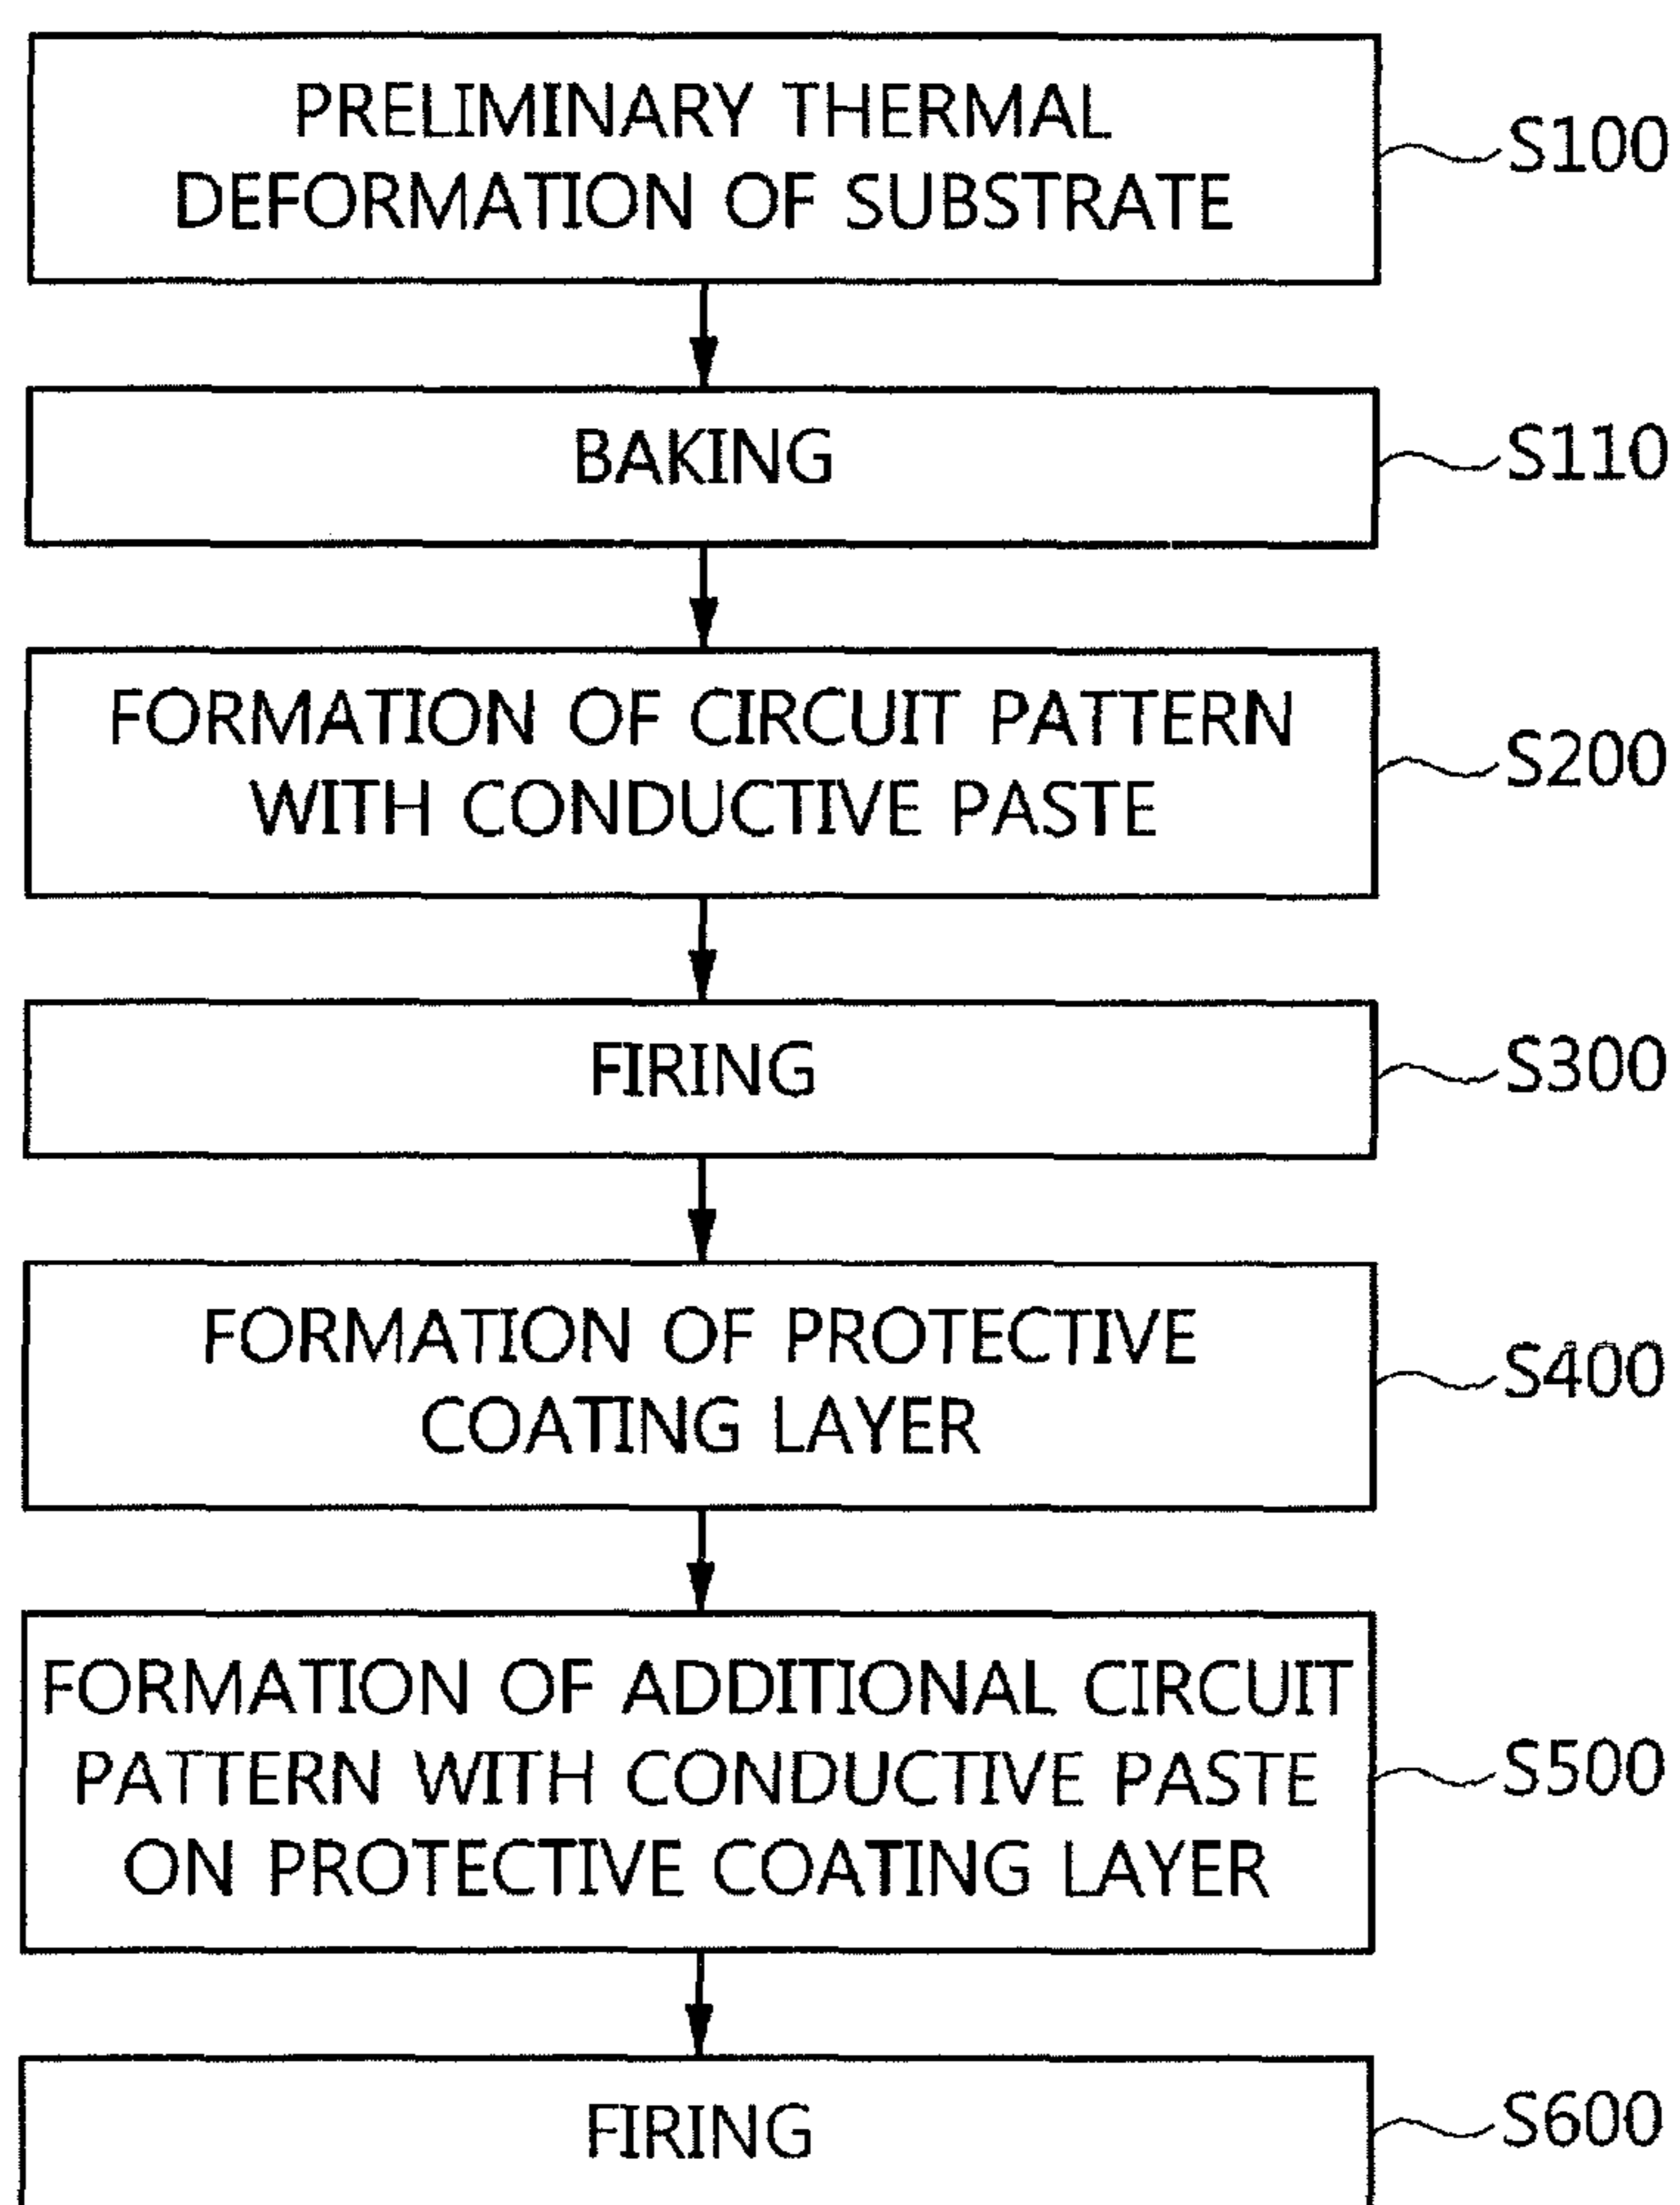 PRELIMINARY THERMAL
DEFORMATION OF SUBSTRATE
S100
BAKING
S110
FORMATION OF CIRCUIT PATTERN
WITH CONDUCTIVE PASTE
S200
FIRING
S300
FORMATION OF PROTECTIVE
COATING LAYER
S400
FORMATION OF ADDITIONAL CIRCUIT
PATTERN WITH CONDUCTIVE PASTE
ON PROTECTIVE COATING LAYER
S500
FIRING
S600